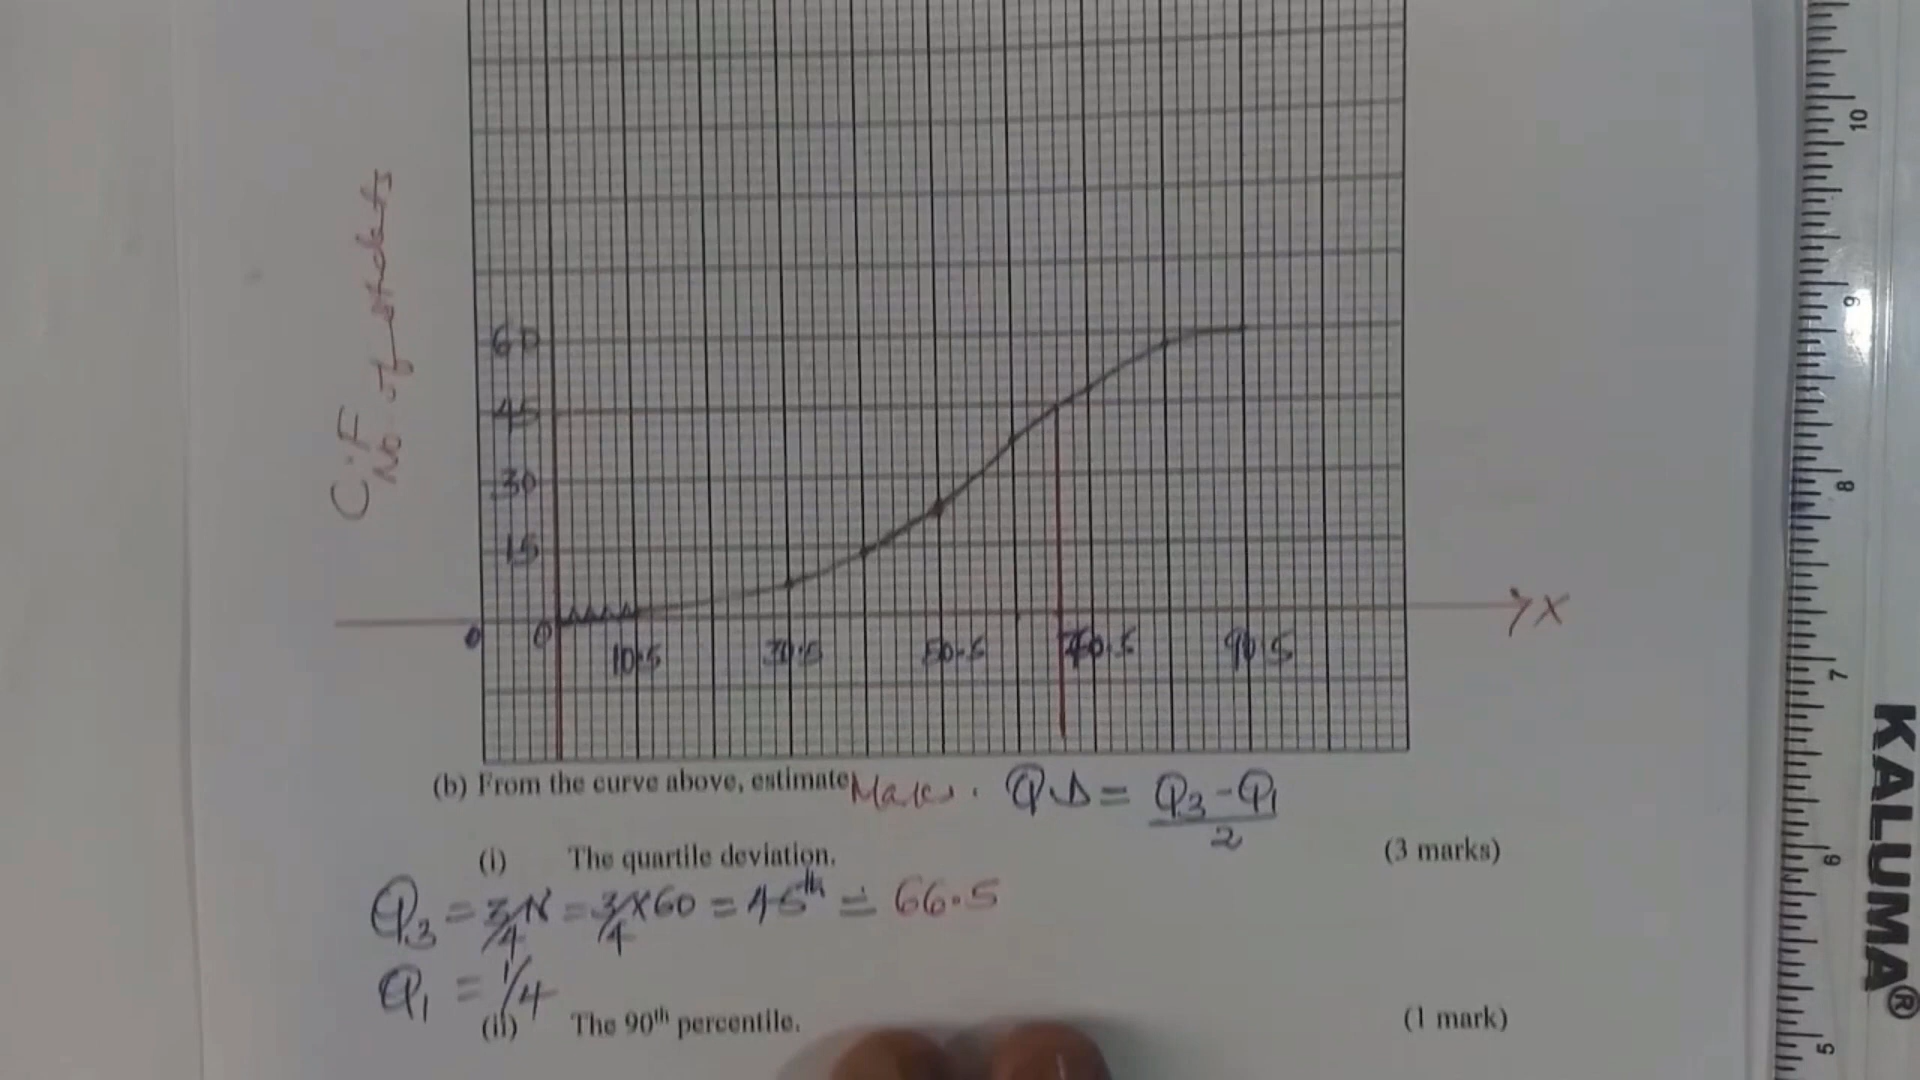 C.F
No. of students
60
45
30
15
0 0
10.5 30.5 50.5 70.5 90.5
X
(b) From the curve above, estimate Marks. Q.D = Q3 - Q1
2
(i) The quartile deviation. (3 marks)
Q3 = 3/4 N = 3/4 x 60 = 45th = 66.5
Q1 = 1/4
(ii) The 90th percentile. (1 mark)
10
9
8
7
6
5
KALUMA®